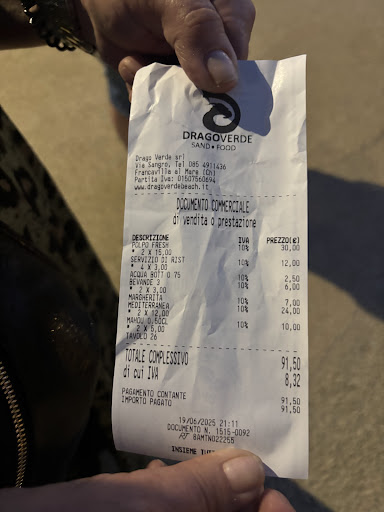 DRAGOVERDE
SAND • FOOD
Drago Verde srl
Via Sangro, Tel 085 4911436
Francavilla al Mare (Ch)
Partita Iva: 01507560694
www.dragoverdebeach.it
DOCUMENTO COMMERCIALE
di vendita o prestazione
DESCRIZIONE IVA PREZZO(€)
POLPO FRESH 10% 30,00
* 2 x 15,00
SERVIZIO DI RIST 10% 12,00
* 4 x 3,00
ACQUA BOTT 0.75 10% 2,50
BEVANDE 3 10% 6,00
* 2 x 3,00
MARGHERITA 10% 7,00
MEDITERRANEA 10% 24,00
* 2 x 12,00
MAHOU 0.50CL 10% 10,00
* 2 x 5,00
TAVOLO 26
TOTALE COMPLESSIVO 91,50
di cui IVA 8,32
PAGAMENTO CONTANTE 91,50
IMPORTO PAGATO 91,50
19/06/2025 21:11
DOCUMENTO N. 1515-0092
RT 8AMTN022255
INSIEME